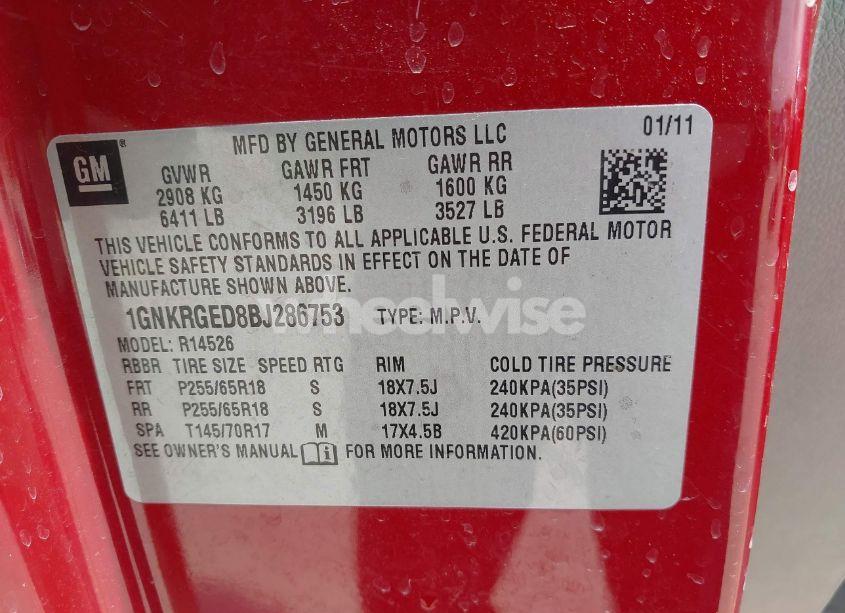 GM
MFD BY GENERAL MOTORS LLC
01/11
GVWR GAWR FRT GAWR RR
2908 KG 1450 KG 1600 KG
6411 LB 3196 LB 3527 LB
THIS VEHICLE CONFORMS TO ALL APPLICABLE U.S. FEDERAL MOTOR
VEHICLE SAFETY STANDARDS IN EFFECT ON THE DATE OF
MANUFACTURE SHOWN ABOVE.
wheelwise
1GNKRGED8BJ286753 TYPE: M.P.V.
MODEL: R14526
RBBR TIRE SIZE SPEED RTG RIM COLD TIRE PRESSURE
FRT P255/65R18 S 18X7.5J 240KPA(35PSI)
RR P255/65R18 S 18X7.5J 240KPA(35PSI)
SPA T145/70R17 M 17X4.5B 420KPA(60PSI)
SEE OWNER'S MANUAL FOR MORE INFORMATION.